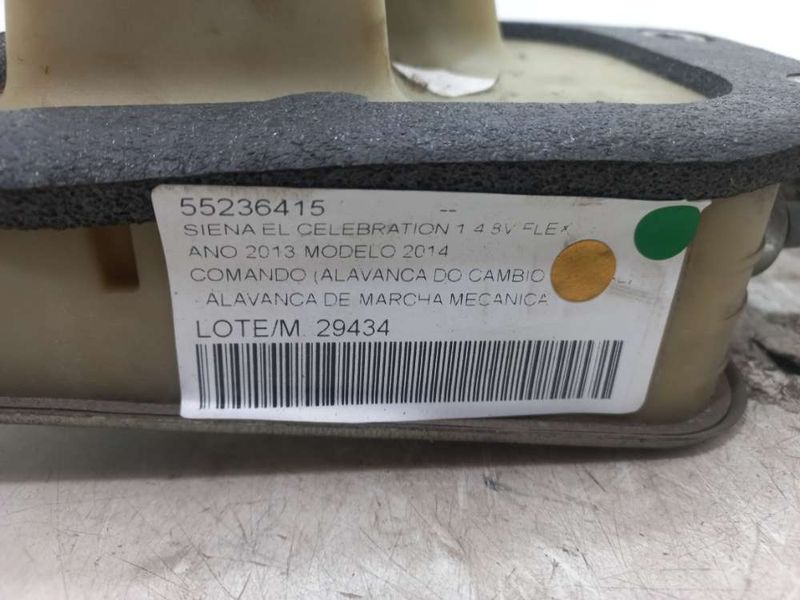 55236415 --
SIENA EL CELEBRATION 1.4 8V FLEX
ANO 2013 MODELO 2014
COMANDO (ALAVANCA DO CAMBIO
- ALAVANCA DE MARCHA MECANICA
LOTE/M. 29434